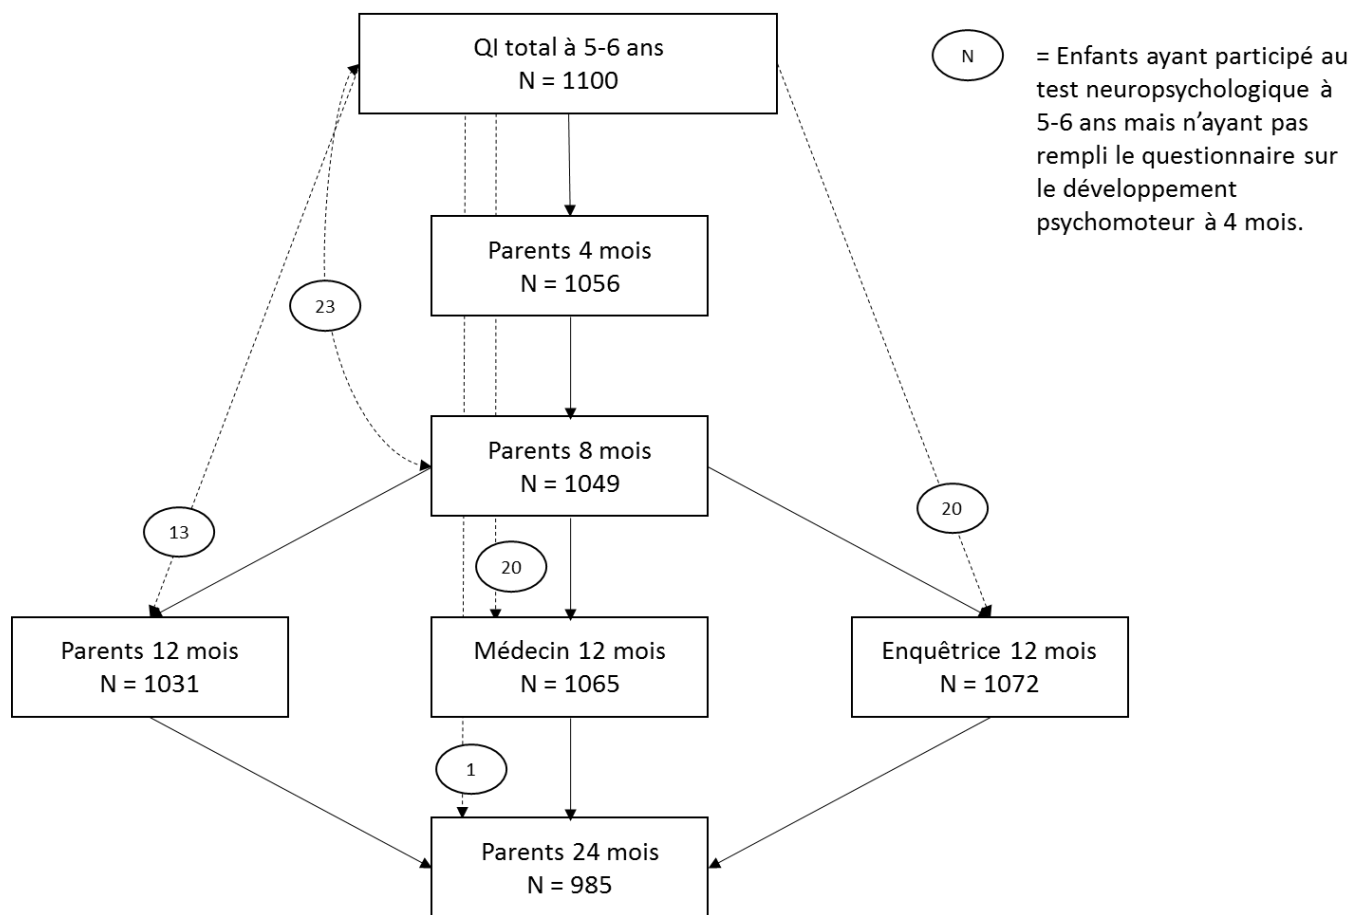 QI total à 5-6 ans
N = 1100
N
= Enfants ayant participé au
test neuropsychologique à
5-6 ans mais n'ayant pas
rempli le questionnaire sur
le développement
psychomoteur à 4 mois.
Parents 4 mois
N = 1056
23
Parents 8 mois
N = 1049
13
20
20
Parents 12 mois
N = 1031
Médecin 12 mois
N = 1065
Enquêtrice 12 mois
N = 1072
1
Parents 24 mois
N = 985